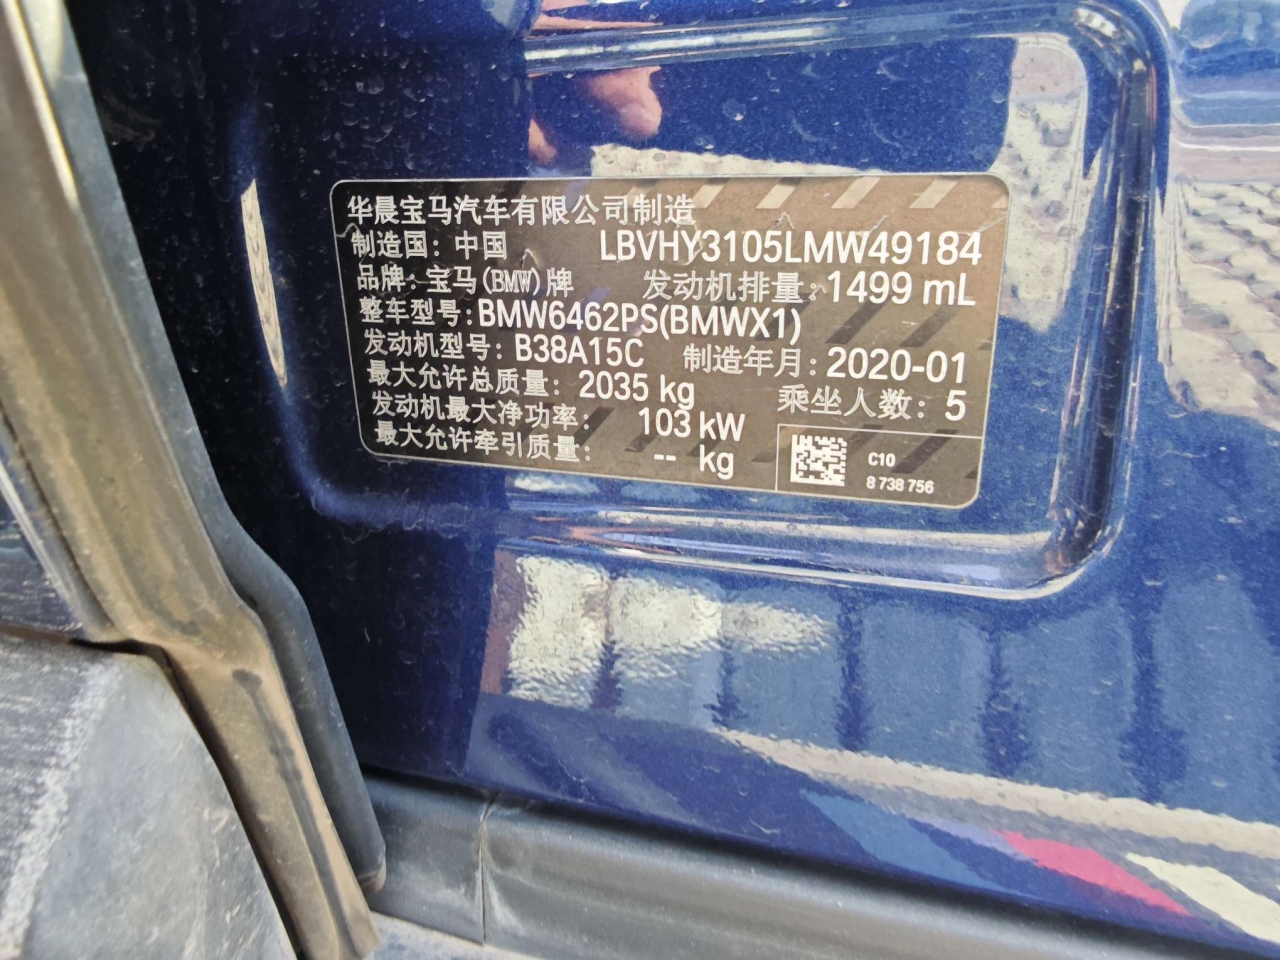 华晨宝马汽车有限公司制造
制造国：中国 LBVHY3105LMW49184
品牌：宝马(BMW)牌 发动机排量：1499 mL
整车型号：BMW6462PS(BMWX1)
发动机型号：B38A15C 制造年月：2020-01
最大允许总质量：2035 kg 乘坐人数：5
发动机最大净功率：103 kW
最大允许牵引质量：-- kg
C10
8 738 756